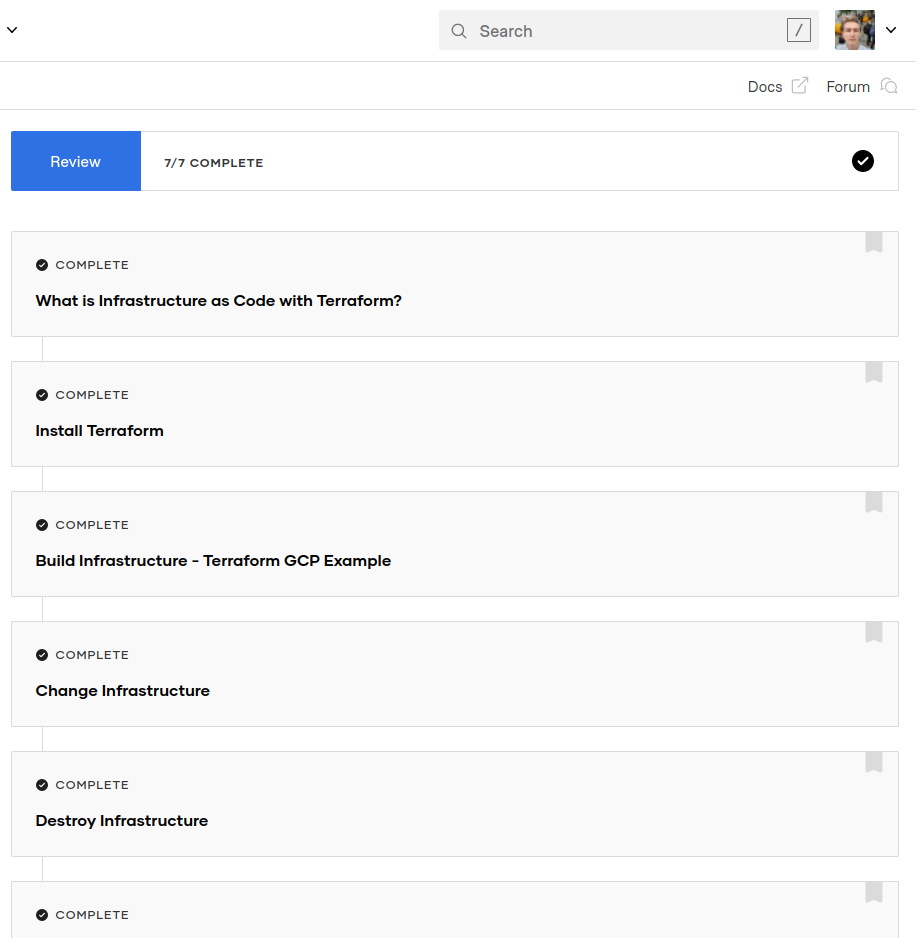 Search /
Docs Forum
Review 7/7 COMPLETE
COMPLETE
What is Infrastructure as Code with Terraform?
COMPLETE
Install Terraform
COMPLETE
Build Infrastructure - Terraform GCP Example
COMPLETE
Change Infrastructure
COMPLETE
Destroy Infrastructure
COMPLETE